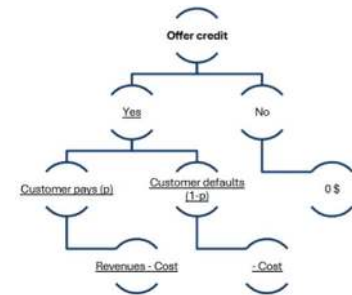 Offer credit
Yes
No
Customer pays (p)
Customer defaults
(1-p)
0 $
Revenues - Cost
- Cost